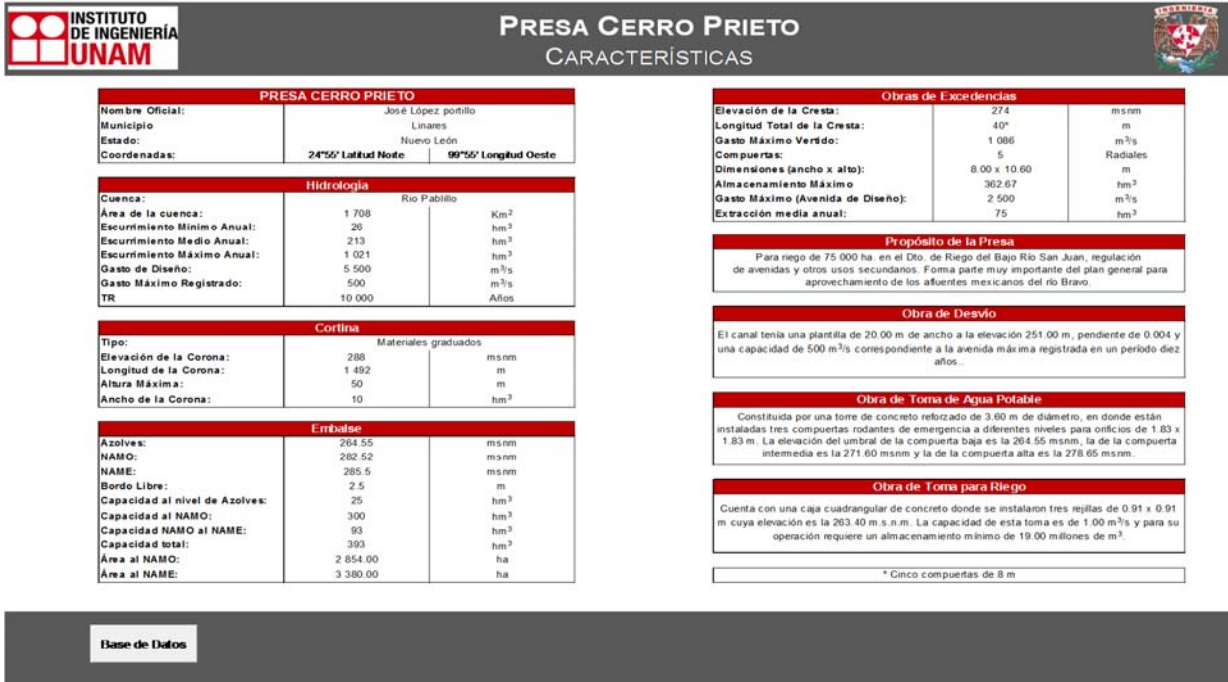 INSTITUTO
DE INGENIERÍA
UNAM
PRESA CERRO PRIETO
CARACTERÍSTICAS
INGENIERIA
PRESA CERRO PRIETO
Nombre Oficial: José López portillo
Municipio Linares
Estado: Nuevo León
Coordenadas: 24°55' Latitud Noite 99°55' Longitud Oeste
Hidrología
Cuenca: Rio Pablillo
Área de la cuenca: 1 708 Km²
Escurrimiento Mínimo Anual: 26 hm³
Escurrimiento Medio Anual: 213 hm³
Escurrimiento Máximo Anual: 1 021 hm³
Gasto de Diseño: 5 500 m³/s
Gasto Máximo Registrado: 500 m³/s
TR 10 000 Años
Cortina
Tipo: Materiales graduados
Elevación de la Corona: 288 msnm
Longitud de la Corona: 1 492 m
Altura Máxima: 50 m
Ancho de la Corona: 10 hm³
Embalse
Azolves: 264.55 msnm
NAMO: 282.52 msnm
NAME: 285.5 msnm
Bordo Libre: 2.5 m
Capacidad al nivel de Azolves: 25 hm³
Capacidad al NAMO: 300 hm³
Capacidad NAMO al NAME: 93 hm³
Capacidad total: 393 hm³
Área al NAMO: 2 854.00 ha
Área al NAME: 3 380.00 ha
Obras de Excedencias
Elevación de la Cresta: 274 msnm
Longitud Total de la Cresta: 40* m
Gasto Máximo Vertido: 1 086 m³/s
Compuertas: 5 Radiales
Dimensiones (ancho x alto): 8.00 x 10.60 m
Almacenamiento Máximo 362.67 hm³
Gasto Máximo (Avenida de Diseño): 2 500 m³/s
Extracción media anual: 75 hm³
Propósito de la Presa
Para riego de 75 000 ha. en el Dto. de Riego del Bajo Río San Juan, regulación
de avenidas y otros usos secundarios. Forma parte muy importante del plan general para
aprovechamiento de los afluentes mexicanos del río Bravo.
Obra de Desvío
El canal tenía una plantilla de 20.00 m de ancho a la elevación 251.00 m, pendiente de 0.004 y
una capacidad de 500 m³/s correspondiente a la avenida máxima registrada en un período diez
años..
Obra de Toma de Agua Potable
Constituida por una torre de concreto reforzado de 3.60 m de diámetro, en donde están
instaladas tres compuertas rodantes de emergencia a diferentes niveles para orificios de 1.83 x
1.83 m. La elevación del umbral de la compuerta baja es la 264.55 msnm, la de la compuerta
intermedia es la 271.60 msnm y la de la compuerta alta es la 278.65 msnm.
Obra de Toma para Riego
Cuenta con una caja cuadrangular de concreto donde se instalaron tres rejillas de 0.91 x 0.91
m cuya elevación es la 263.40 m.s.n.m. La capacidad de esta toma es de 1.00 m³/s y para su
operación requiere un almacenamiento mínimo de 19.00 millones de m³.
* Cinco compuertas de 8 m
Base de Datos